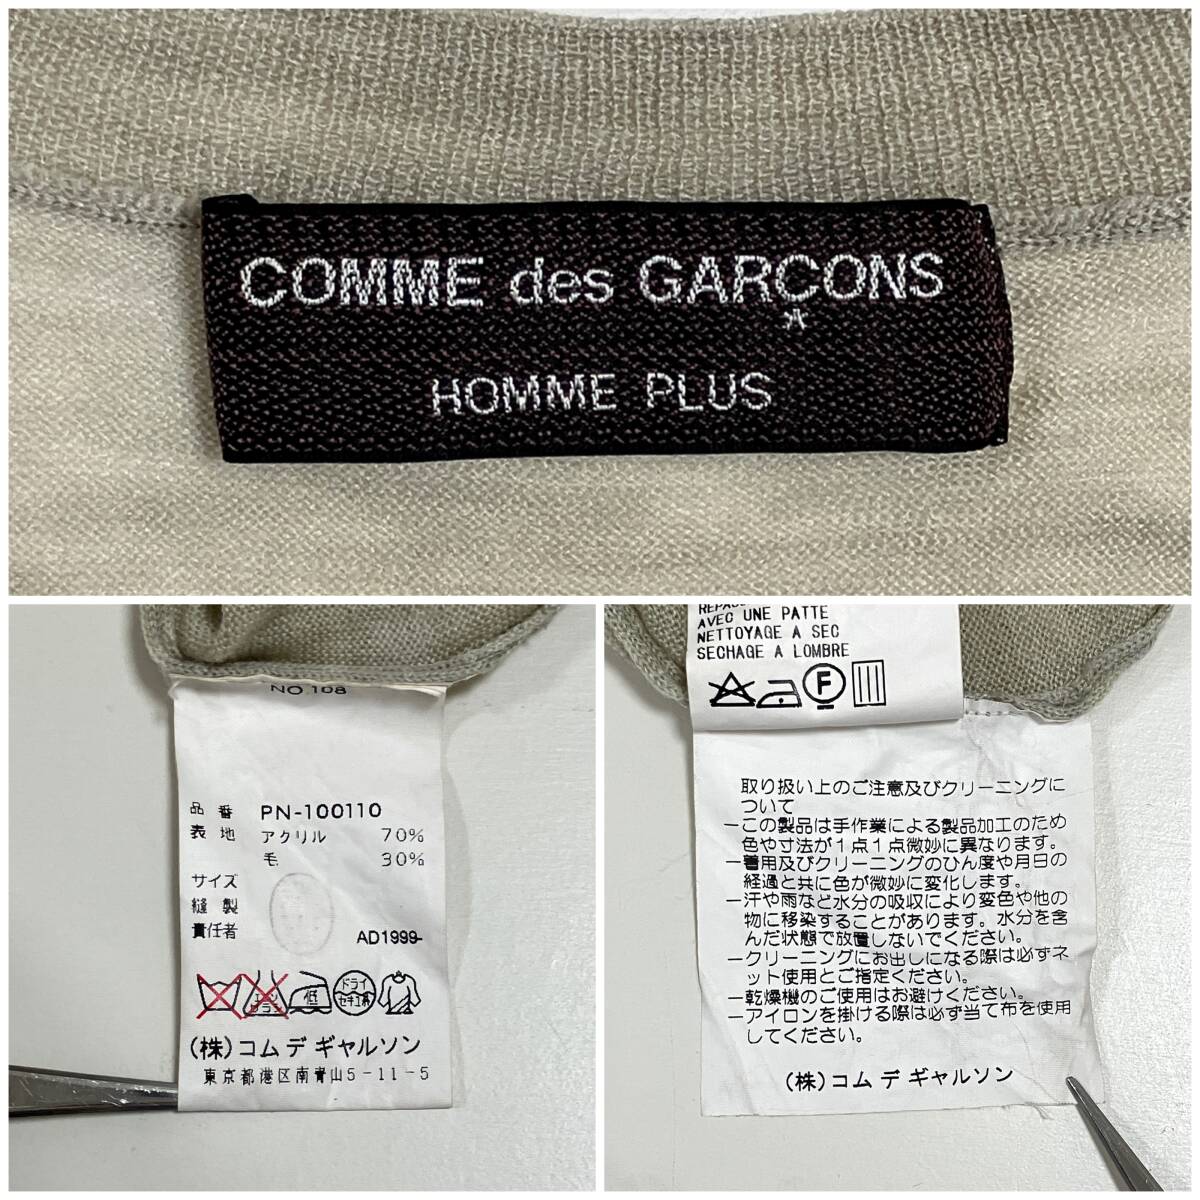 COMME des GARÇONS
HOMME PLUS
NO.108
品番 PN-100110
表地 アクリル 70%
毛 30%
サイズ
縫製
責任者
AD1999-
エンソサラシ
低
ドライ
セキユ系
(株)コム デ ギャルソン
東京都港区南青山5-11-5
AVEC UNE PATTE
NETTOYAGE A SEC
SECHAGE A LOMBRE
F
取り扱い上のご注意及びクリーニングに
ついて
ーこの製品は手作業による製品加工のため
色や寸法が1点1点微妙に異なります。
ー着用及びクリーニングのひん度や月日の
経過と共に色が微妙に変化します。
ー汗や雨など水分の吸収により変色や他の
物に移染することがあります。水分を含
んだ状態で放置しないでください。
ークリーニングにお出しになる際は必ずネ
ット使用とご指定ください。
ー乾燥機のご使用はお避けください。
ーアイロンを掛ける際は必ず当て布を使用
してください。
(株)コム デ ギャルソン